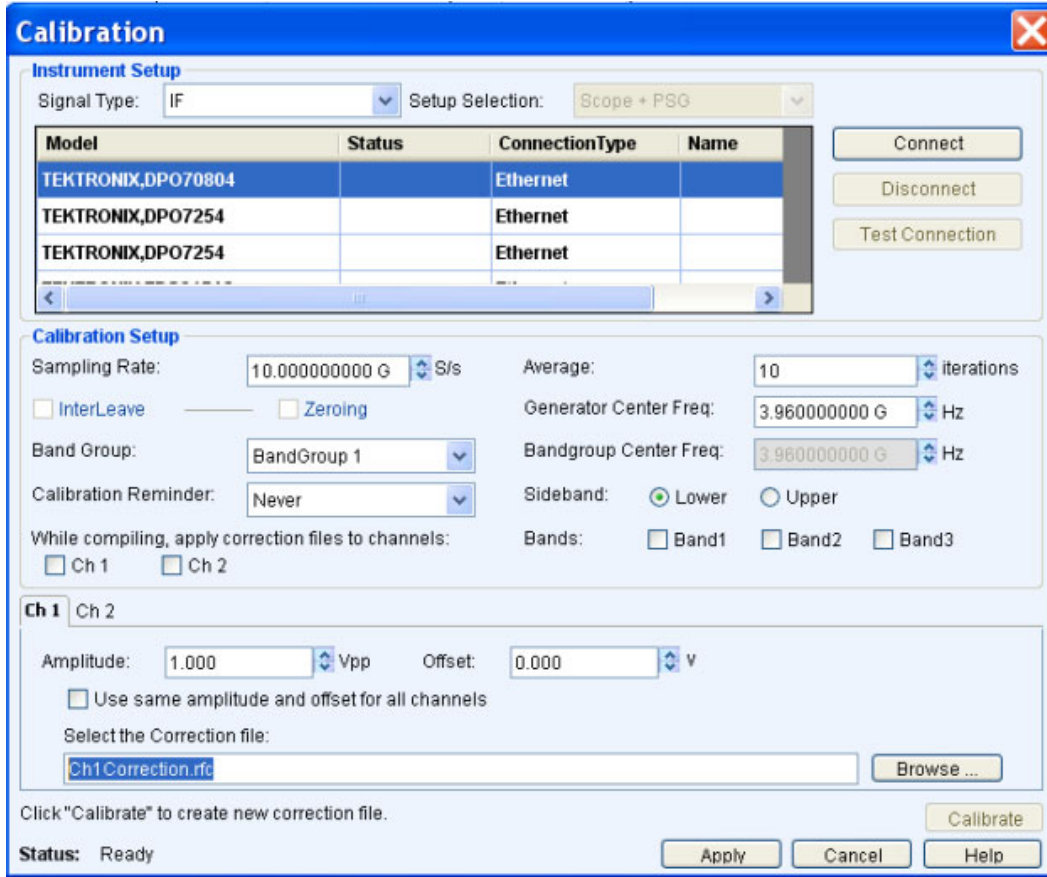 Calibration
Instrument Setup
Signal Type: IF Setup Selection: Scope + PSG
Model Status ConnectionType Name Connect
TEKTRONIX,DPO70804 Ethernet Disconnect
TEKTRONIX,DPO7254 Ethernet Test Connection
TEKTRONIX,DPO7254 Ethernet
Calibration Setup
Sampling Rate: 10.000000000 G S/s Average: 10 iterations
InterLeave Zeroing Generator Center Freq: 3.960000000 G Hz
Band Group: BandGroup 1 Bandgroup Center Freq: 3.960000000 G Hz
Calibration Reminder: Never Sideband: Lower Upper
While compiling, apply correction files to channels: Bands: Band1 Band2 Band3
Ch 1 Ch 2
Ch 1 Ch 2
Amplitude: 1.000 Vpp Offset: 0.000 V
Use same amplitude and offset for all channels
Select the Correction file:
Ch1Correction.rfc Browse ...
Click "Calibrate" to create new correction file. Calibrate
Status: Ready Apply Cancel Help